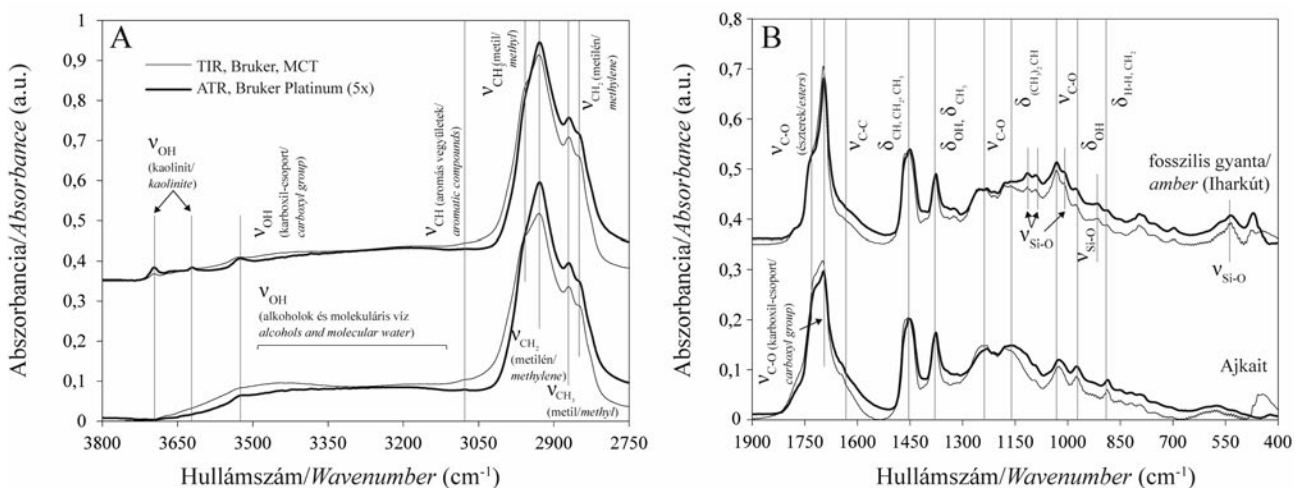 A
TIR, Bruker, MCT
ATR, Bruker Platinum (5x)
Abszorbancia/Absorbance (a.u.)
1
0,9
0,8
0,7
0,6
0,5
0,4
0,3
0,2
0,1
0
νOH
(kaolinit/
kaolinite)
νOH
(karboxil-csoport/
carboxyl group)
νCH (aromás vegyületek/
aromatic compounds)
νCH (metil/
methyl)
νCH2 (metilén/
methylene)
νOH
(alkoholok és molekuláris víz
alcohols and molecular water)
νCH2
(metilén/
methylene)
νCH3
(metil/methyl)
3800 3650 3500 3350 3200 3050 2900 2750
Hullámszám/Wavenumber (cm-1)
B
Abszorbancia/Absorbance (a.u.)
0,8
0,7
0,6
0,5
0,4
0,3
0,2
0,1
0
νC-O
(észterek/esters)
νC-C
δCH, CH2, CH3
δOH, δCH3
νC-O
δ(CH3)2 CH
νC-O
δOH
δH-H, CH2
fosszilis gyanta/
amber (Iharkút)
νSi-O
νSi-O
νSi-O
νC-O (karboxil-csoport/
carboxyl group)
Ajkait
1900 1750 1600 1450 1300 1150 1000 850 700 550 400
Hullámszám/Wavenumber (cm-1)